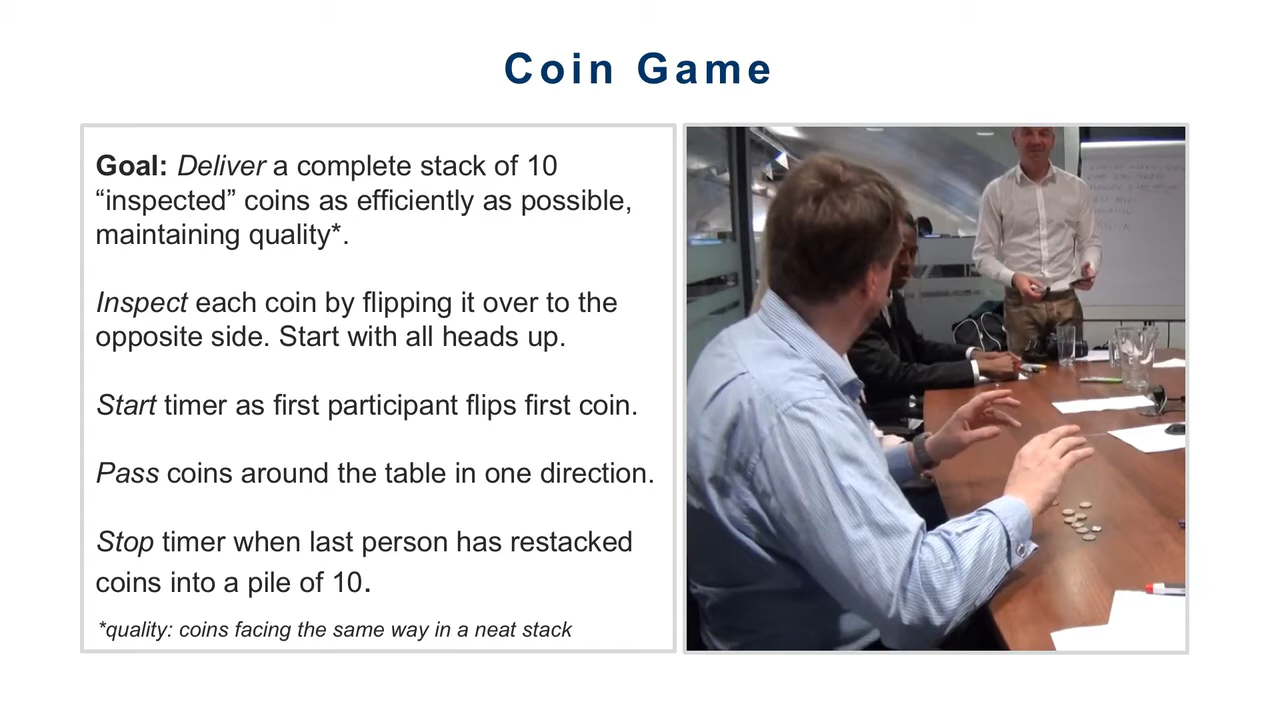 Coin Game
Goal: Deliver a complete stack of 10
“inspected” coins as efficiently as possible,
maintaining quality*.
Inspect each coin by flipping it over to the
opposite side. Start with all heads up.
Start timer as first participant flips first coin.
Pass coins around the table in one direction.
Stop timer when last person has restacked
coins into a pile of 10.
*quality: coins facing the same way in a neat stack